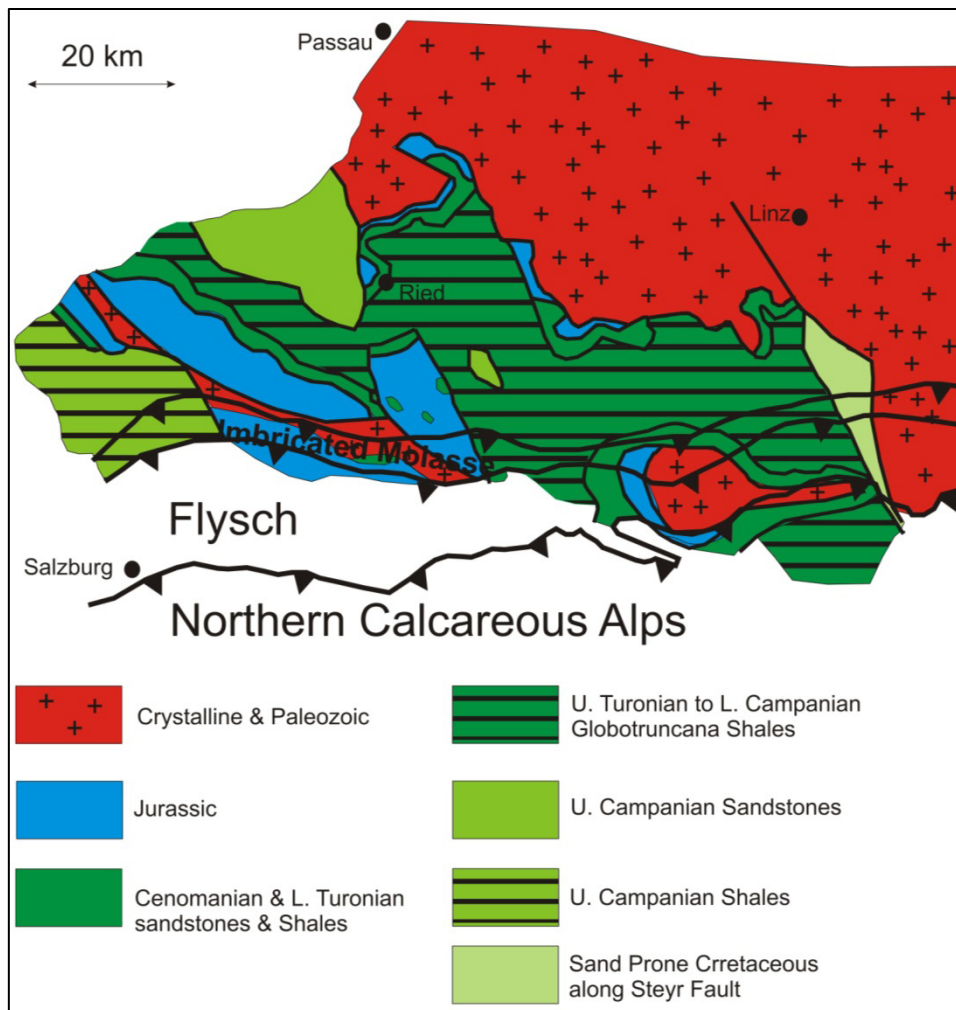 Passau
20 km
Linz
Ried
Imbricated Molasse
Flysch
Salzburg
Northern Calcareous Alps
Crystalline & Paleozoic
Jurassic
Cenomanian & L. Turonian
sandstones & Shales
U. Turonian to L. Campanian
Globotruncana Shales
U. Campanian Sandstones
U. Campanian Shales
Sand Prone Crretaceous
along Steyr Fault